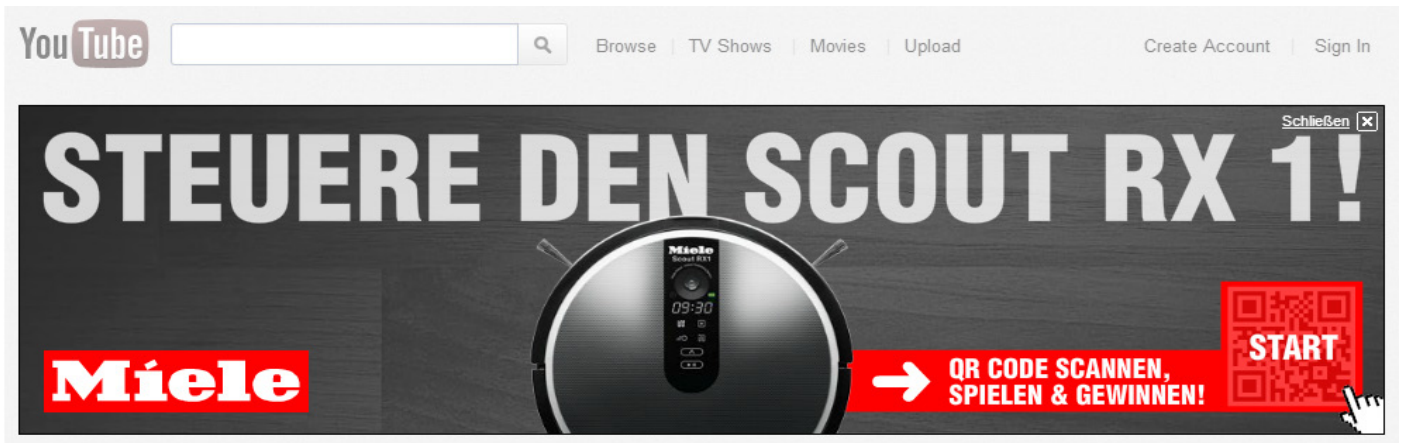 YouTube
Browse | TV Shows | Movies | Upload
Create Account | Sign In
Schließen
STEUERE DEN SCOUT RX 1!
Miele
Scout RX1
09:30
Miele
QR CODE SCANNEN,
SPIELEN & GEWINNEN!
START